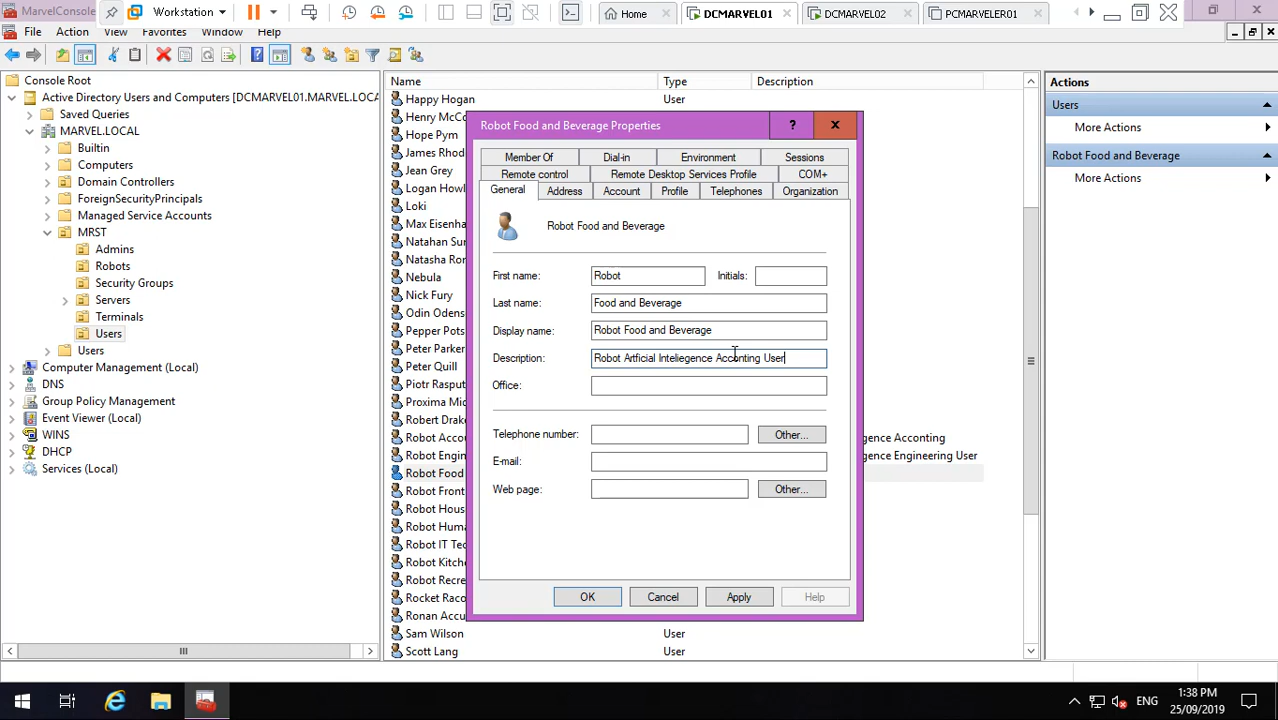 MarvelConsole
Workstation
Home
DCMARVEL01
DCMARVEL02
PCMARVELER01
File Action View Favorites Window Help
Console Root
Active Directory Users and Computers [DCMARVEL01.MARVEL.LOCA
Saved Queries
MARVEL.LOCAL
Builtin
Computers
Domain Controllers
ForeignSecurityPrincipals
Managed Service Accounts
MRST
Admins
Robots
Security Groups
Servers
Terminals
Users
Users
Computer Management (Local)
DNS
Group Policy Management
Event Viewer (Local)
WINS
DHCP
Services (Local)
Name Type Description
Happy Hogan User
Henry McCo
Hope Pym
James Rhod
Jean Grey
Logan Howl
Loki
Max Eisenha
Natahan Sur
Natasha Ror
Nebula
Nick Fury
Odin Odens
Pepper Pots
Peter Parker
Peter Quill
Piotr Rasput
Proxima Mi
Robert Drak
Robot Acco gence Acconting
Robot Engin gence Engineering User
Robot Food
Robot Front
Robot Hous
Robot Huma
Robot IT Tec
Robot Kitch
Robot Recre
Rocket Raco
Ronan Accu
Sam Wilson User
Scott Lang User
Robot Food and Beverage Properties
?
Member Of Dial-in Environment Sessions
Remote control Remote Desktop Services Profile COM+
General Address Account Profile Telephones Organization
Robot Food and Beverage
First name: Robot Initials:
Last name: Food and Beverage
Display name: Robot Food and Beverage
Description: Robot Artficial Inteliegence Acconting User
Office:
Telephone number: Other...
E-mail:
Web page: Other...
OK Cancel Apply Help
Actions
Users
More Actions
Robot Food and Beverage
More Actions
ENG
1:38 PM
25/09/2019